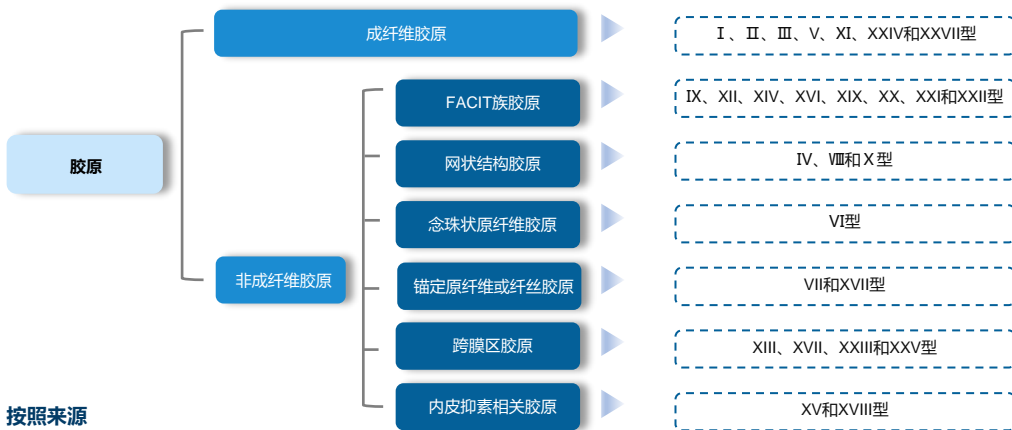 成纤维胶原
Ⅰ、Ⅱ、Ⅲ、V、XI、XXIV和XXVII型
FACIT族胶原
IX、XII、XIV、XVI、XIX、XX、XXI和XXII型
胶原
网状结构胶原
IV、Ⅷ和X型
念珠状原纤维胶原
VI型
非成纤维胶原
锚定原纤维或纤丝胶原
VII和XVII型
跨膜区胶原
XIII、XVII、XXIII和XXV型
内皮抑素相关胶原
XV和XVIII型
按照来源